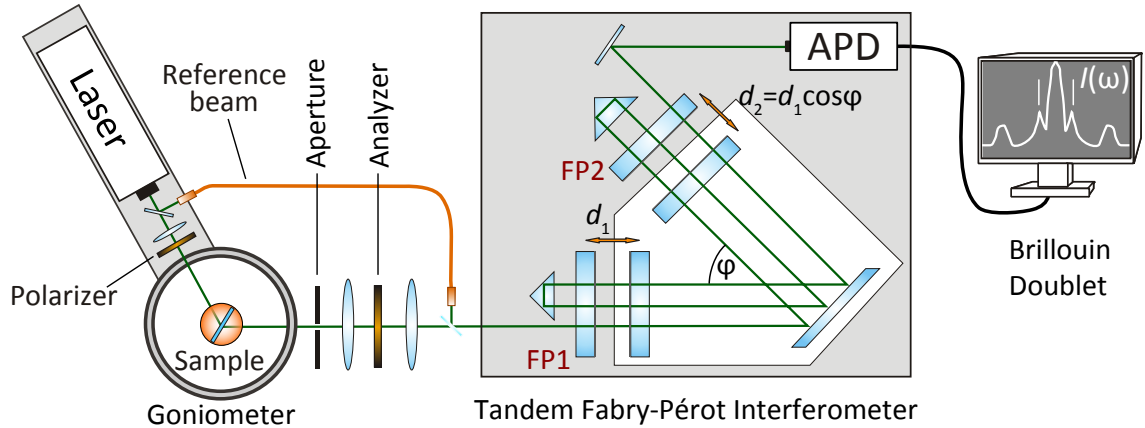 Laser
Reference
beam
Aperture
Analyzer
Polarizer
Sample
Goniometer
APD
d₂=d₁cosφ
FP2
d₁
φ
FP1
Tandem Fabry-Pérot Interferometer
I(ω)
Brillouin
Doublet